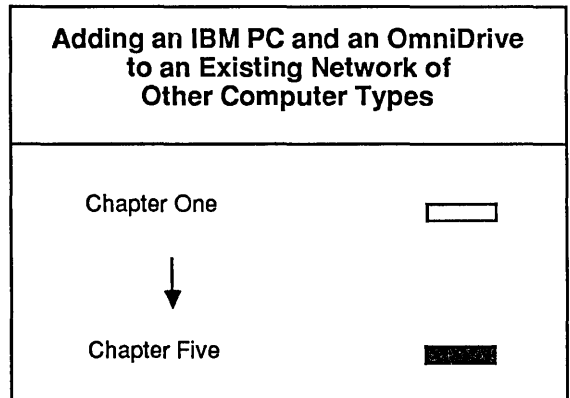 Adding an IBM PC and an OmniDrive
to an Existing Network of
Other Computer Types
Chapter One
Chapter Five